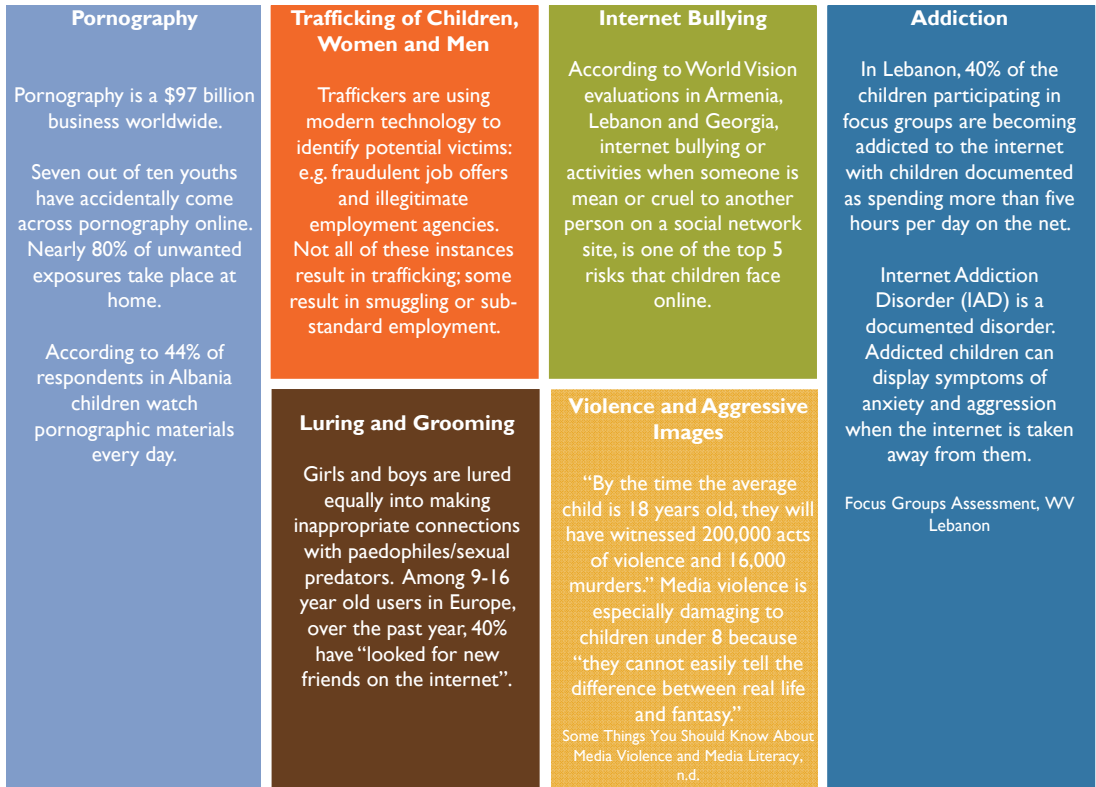 Pornography
Pornography is a $97 billion
business worldwide.
Seven out of ten youths
have accidentally come
across pornography online.
Nearly 80% of unwanted
exposures take place at
home.
According to 44% of
respondents in Albania
children watch
pornographic materials
every day.
Trafficking of Children,
Women and Men
Traffickers are using
modern technology to
identify potential victims:
e.g. fraudulent job offers
and illegitimate
employment agencies.
Not all of these instances
result in trafficking; some
result in smuggling or sub-
standard employment.
Internet Bullying
According to World Vision
evaluations in Armenia,
Lebanon and Georgia,
internet bullying or
activities when someone is
mean or cruel to another
person on a social network
site, is one of the top 5
risks that children face
online.
Addiction
In Lebanon, 40% of the
children participating in
focus groups are becoming
addicted to the internet
with children documented
as spending more than five
hours per day on the net.
Internet Addiction
Disorder (IAD) is a
documented disorder.
Addicted children can
display symptoms of
anxiety and aggression
when the internet is taken
away from them.
Focus Groups Assessment, WV
Lebanon
Luring and Grooming
Girls and boys are lured
equally into making
inappropriate connections
with paedophiles/sexual
predators. Among 9-16
year old users in Europe,
over the past year, 40%
have “looked for new
friends on the internet”.
Violence and Aggressive
Images
“By the time the average
child is 18 years old, they will
have witnessed 200,000 acts
of violence and 16,000
murders.” Media violence is
especially damaging to
children under 8 because
“they cannot easily tell the
difference between real life
and fantasy.”
Some Things You Should Know About
Media Violence and Media Literacy,
n.d.